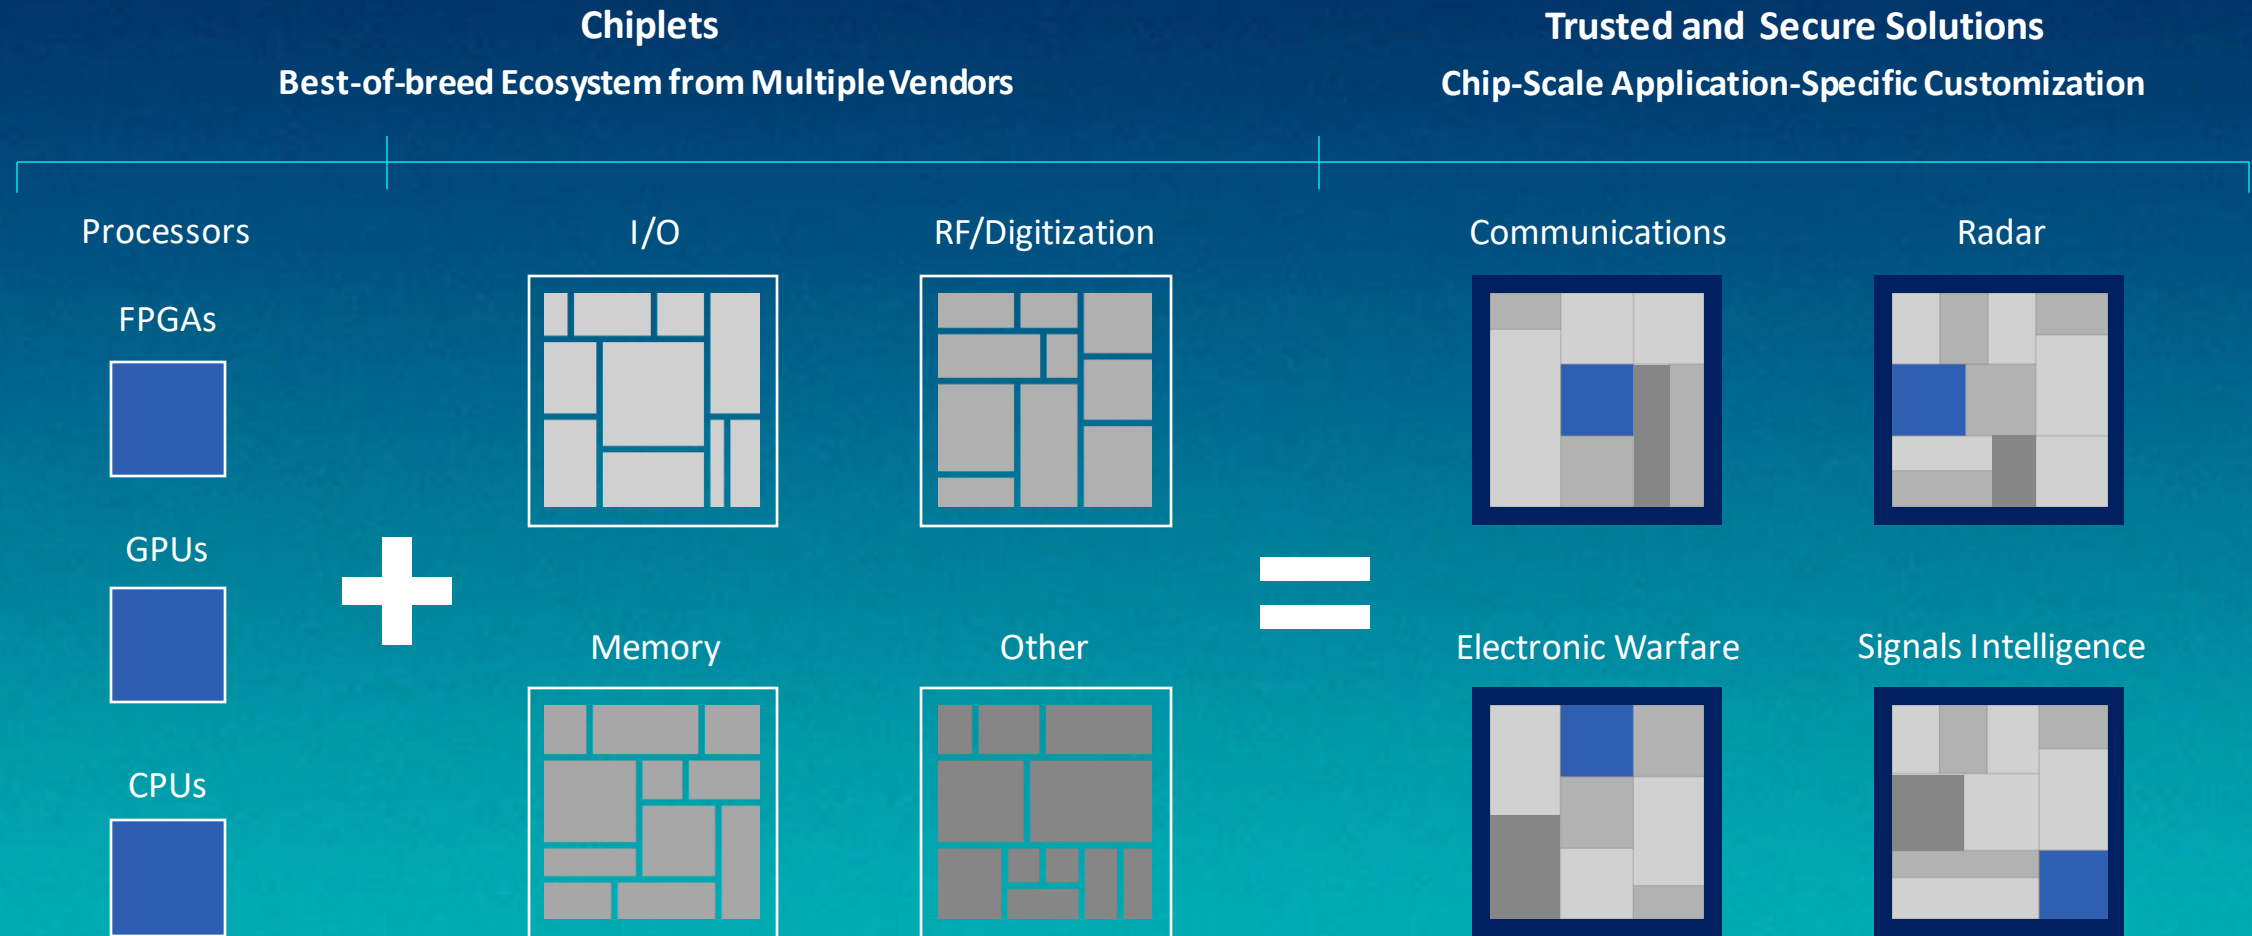 Chiplets
Best-of-breed Ecosystem from Multiple Vendors
Trusted and Secure Solutions
Chip-Scale Application-Specific Customization
Processors
FPGAs
GPUs
CPUs
I/O
RF/Digitization
Memory
Other
Communications
Radar
Electronic Warfare
Signals Intelligence